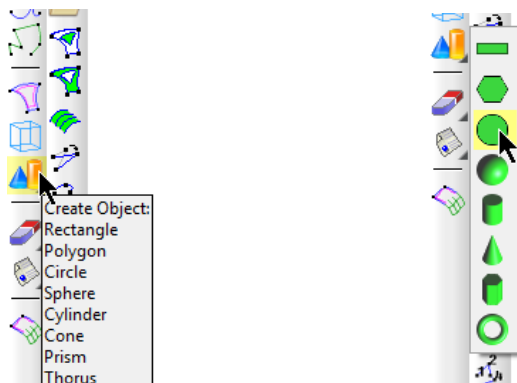 Create Object:
Rectangle
Polygon
Circle
Sphere
Cylinder
Cone
Prism
Thorus